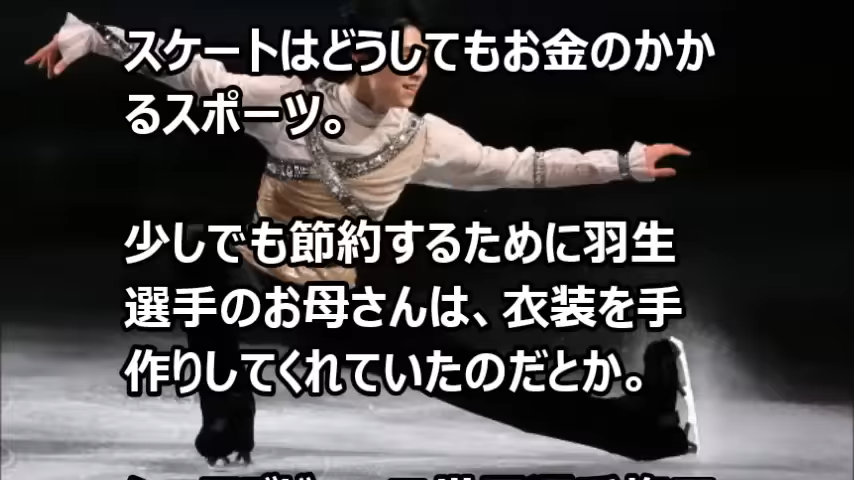 スケートはどうしてもお金のかか
るスポーツ。
少しでも節約するために羽生
選手のお母さんは、衣装を手
作りしてくれていたのだとか。